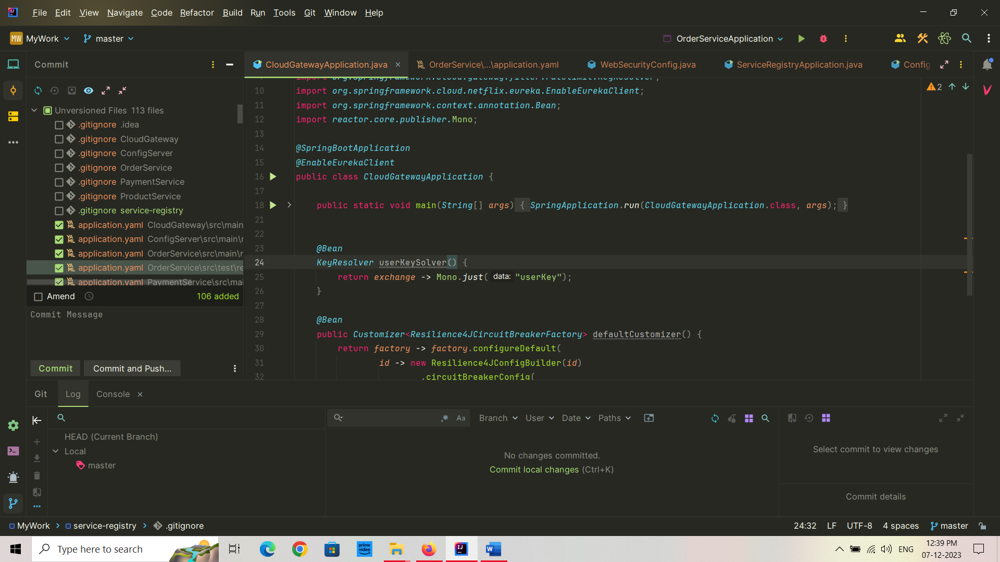 File Edit View Navigate Code Refactor Build Run Tools Git Window Help
MW MyWork master OrderServiceApplication
Commit
CloudGatewayApplication.java OrderService\...\application.yaml WebSecurityConfig.java ServiceRegistryApplication.java Config
Unversioned Files 113 files
.gitignore .idea
.gitignore CloudGateway
.gitignore ConfigServer
.gitignore OrderService
.gitignore PaymentService
.gitignore ProductService
.gitignore service-registry
application.yaml CloudGateway\src\main
application.yaml ConfigServer\src\main\r
application.yaml OrderService\src\main\r
application.yaml OrderService\src\test\re
application.yaml PaymentService\src\mai
Amend 106 added
Commit Message
Commit Commit and Push...
import org.springframework.cloud.gateway.filter.ratelimit.KeyResolver;
10 import org.springframework.cloud.netflix.eureka.EnableEurekaClient;
11 import org.springframework.context.annotation.Bean;
12 import reactor.core.publisher.Mono;
13
14 @SpringBootApplication
15 @EnableEurekaClient
16 public class CloudGatewayApplication {
17
18 public static void main(String[] args) { SpringApplication.run(CloudGatewayApplication.class, args); }
21
22
23 @Bean
24 KeyResolver userKeySolver() {
25 return exchange -> Mono.just( data: "userKey");
26 }
27
28 @Bean
29 public Customizer<Resilience4JCircuitBreakerFactory> defaultCustomizer() {
30 return factory -> factory.configureDefault(
31 id -> new Resilience4JConfigBuilder(id)
32 .circuitBreakerConfig(
2
Git Log Console
HEAD (Current Branch)
Local
master
Aa Branch User Date Paths
No changes committed.
Commit local changes (Ctrl+K)
Select commit to view changes
Commit details
MyWork service-registry .gitignore
24:32 LF UTF-8 4 spaces master
Type here to search
prime video
ENG
12:39 PM
07-12-2023